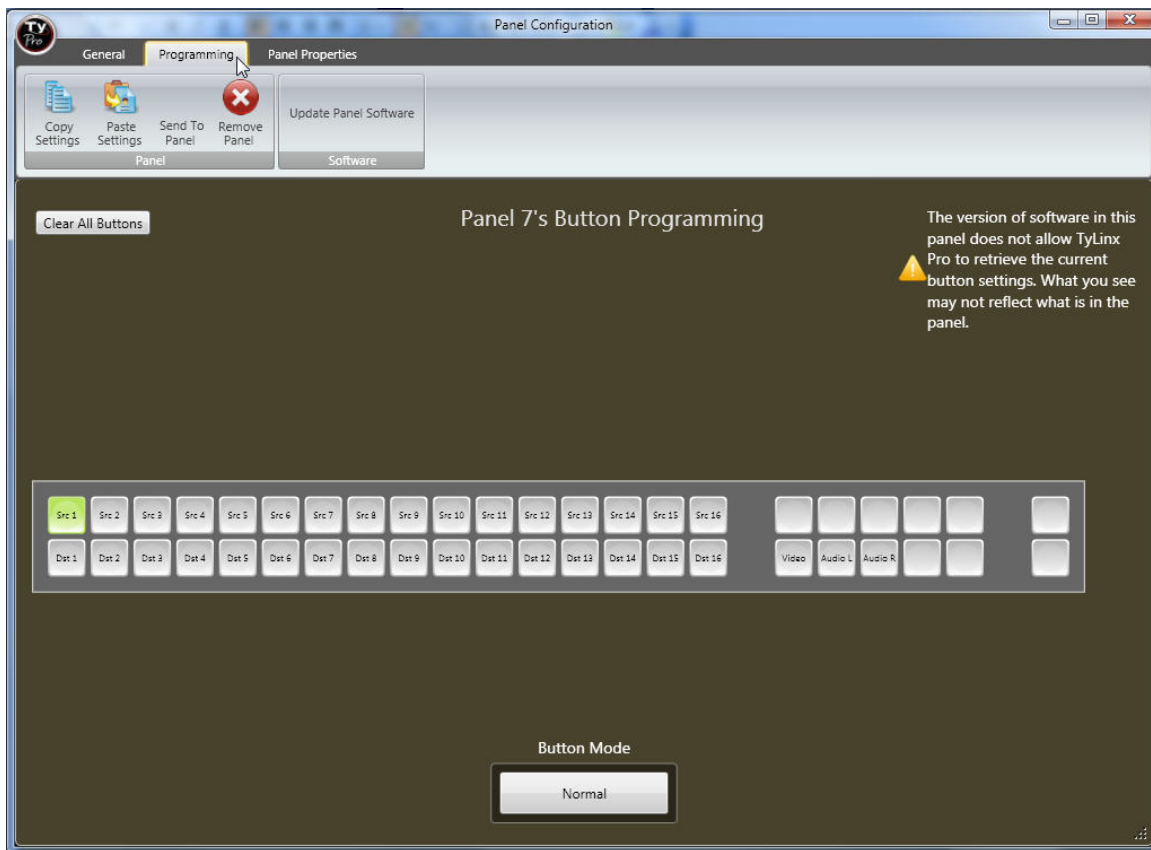 Panel Configuration
Ty
Pro
General Programming Panel Properties
Copy Settings
Paste Settings
Send To Panel
Remove Panel
Update Panel Software
Panel
Software
Clear All Buttons
Panel 7's Button Programming
The version of software in this
panel does not allow TyLinx
Pro to retrieve the current
button settings. What you see
may not reflect what is in the
panel.
Src 1 Src 2 Src 3 Src 4 Src 5 Src 6 Src 7 Src 8 Src 9 Src 10 Src 11 Src 12 Src 13 Src 14 Src 15 Src 16
Dst 1 Dst 2 Dst 3 Dst 4 Dst 5 Dst 6 Dst 7 Dst 8 Dst 9 Dst 10 Dst 11 Dst 12 Dst 13 Dst 14 Dst 15 Dst 16 Video Audio L Audio R
Button Mode
Normal